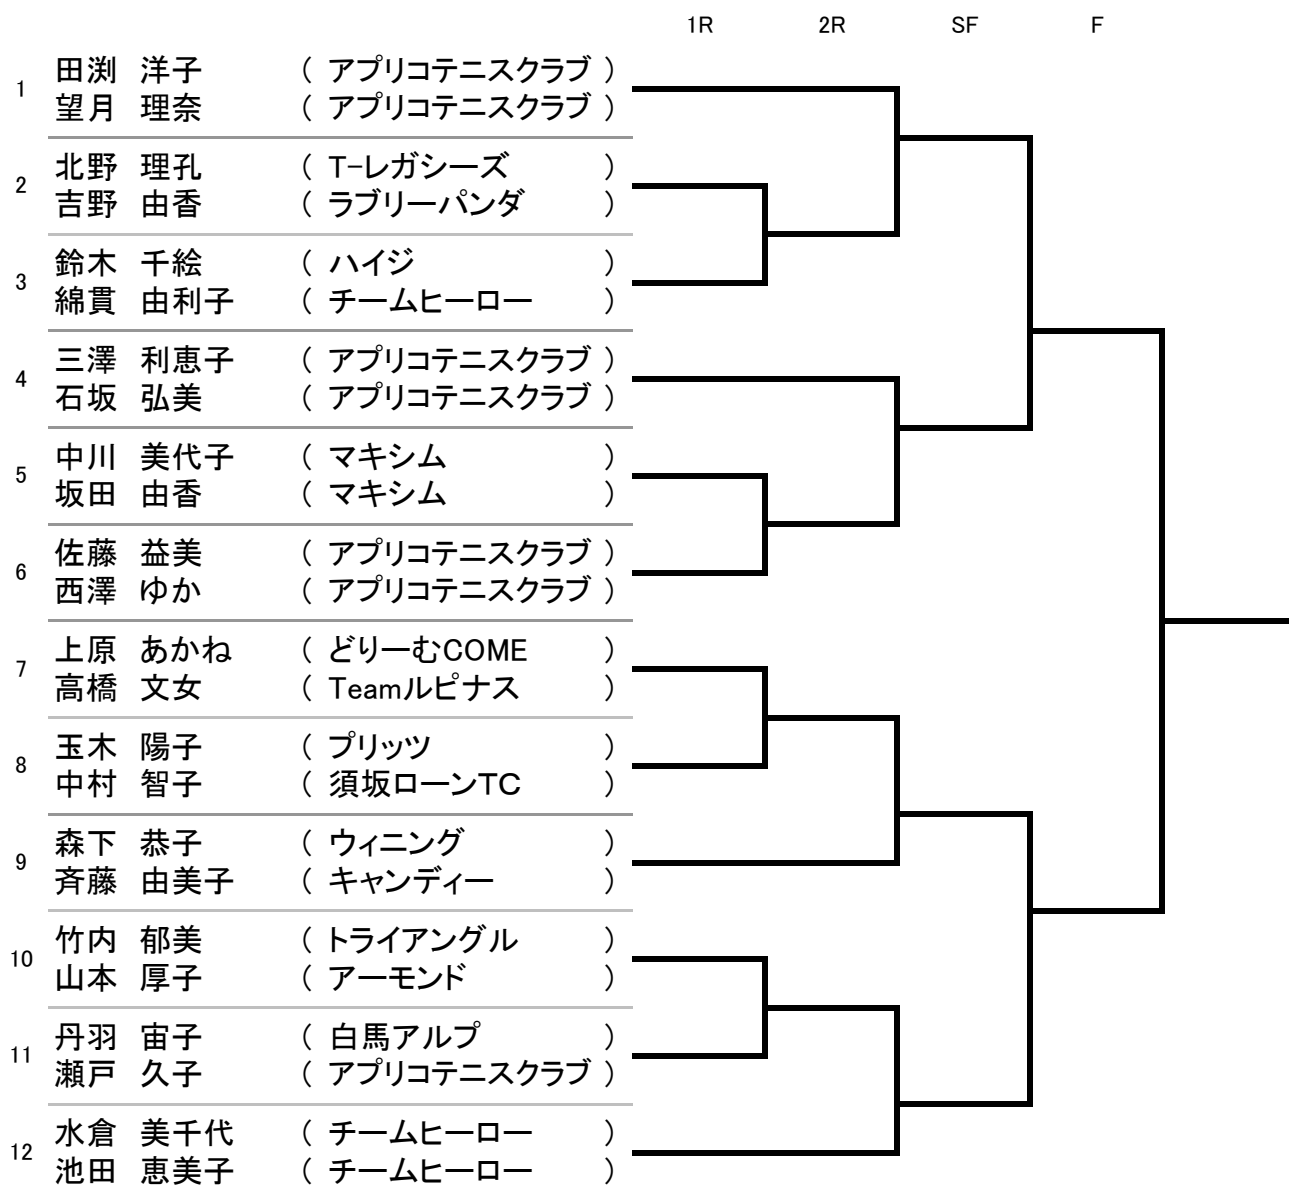 1R 2R SF F
1 田渕 洋子 ( アプリコテニスクラブ )
望月 理奈 ( アプリコテニスクラブ )
2 北野 理孔 ( T-レガシーズ )
吉野 由香 ( ラブリーパンダ )
3 鈴木 千絵 ( ハイジ )
綿貫 由利子 ( チームヒーロー )
4 三澤 利恵子 ( アプリコテニスクラブ )
石坂 弘美 ( アプリコテニスクラブ )
5 中川 美代子 ( マキシム )
坂田 由香 ( マキシム )
6 佐藤 益美 ( アプリコテニスクラブ )
西澤 ゆか ( アプリコテニスクラブ )
7 上原 あかね ( どりーむCOME )
高橋 文女 ( Teamルピナス )
8 玉木 陽子 ( プリッツ )
中村 智子 ( 須坂ローンTC )
9 森下 恭子 ( ウィニング )
斉藤 由美子 ( キャンディー )
10 竹内 郁美 ( トライアングル )
山本 厚子 ( アーモンド )
11 丹羽 宙子 ( 白馬アルプ )
瀬戸 久子 ( アプリコテニスクラブ )
12 水倉 美千代 ( チームヒーロー )
池田 恵美子 ( チームヒーロー )